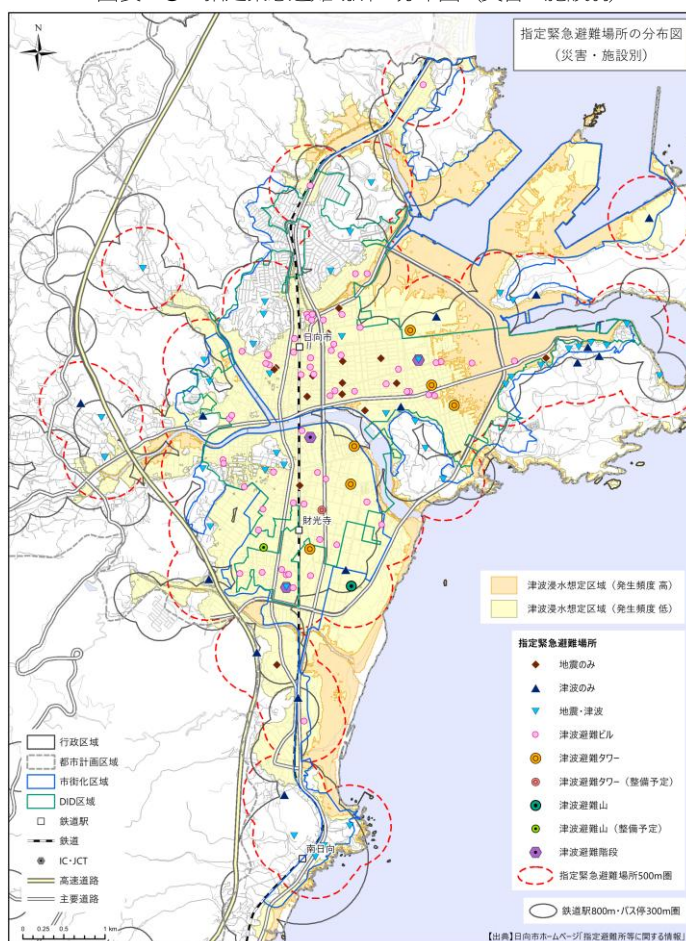 指定緊急避難場所の分布図
(災害・施設別)
N
日向市
財光寺
南日向
津波浸水想定区域（発生頻度 高）
津波浸水想定区域（発生頻度 低）
指定緊急避難場所
地震のみ
津波のみ
地震・津波
津波避難ビル
津波避難タワー
津波避難タワー（整備予定）
津波避難山
津波避難山（整備予定）
津波避難階段
指定緊急避難場所500m圏
鉄道駅800m・バス停300m圏
行政区域
都市計画区域
市街化区域
DID区域
鉄道駅
鉄道
IC・JCT
高速道路
主要道路
0 0.25 0.5 1 km
【出典】日向市ホームページ「指定避難所等に関する情報」